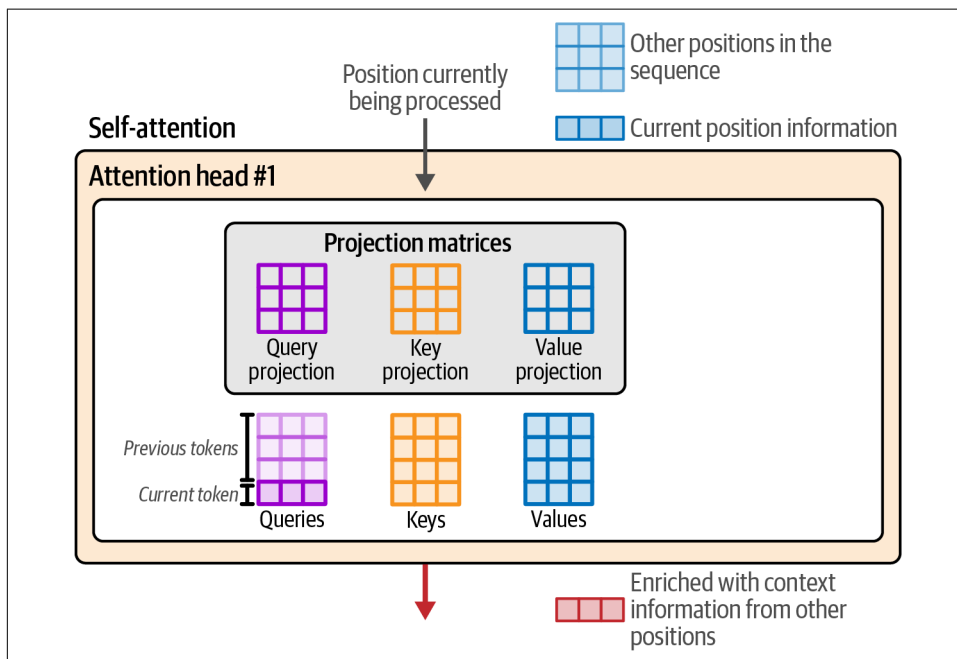 Other positions in the
sequence
Position currently
being processed
Current position information
Self-attention
Attention head #1
Projection matrices
Query
projection
Key
projection
Value
projection
Previous tokens
Current token
Queries
Keys
Values
Enriched with context
information from other
positions